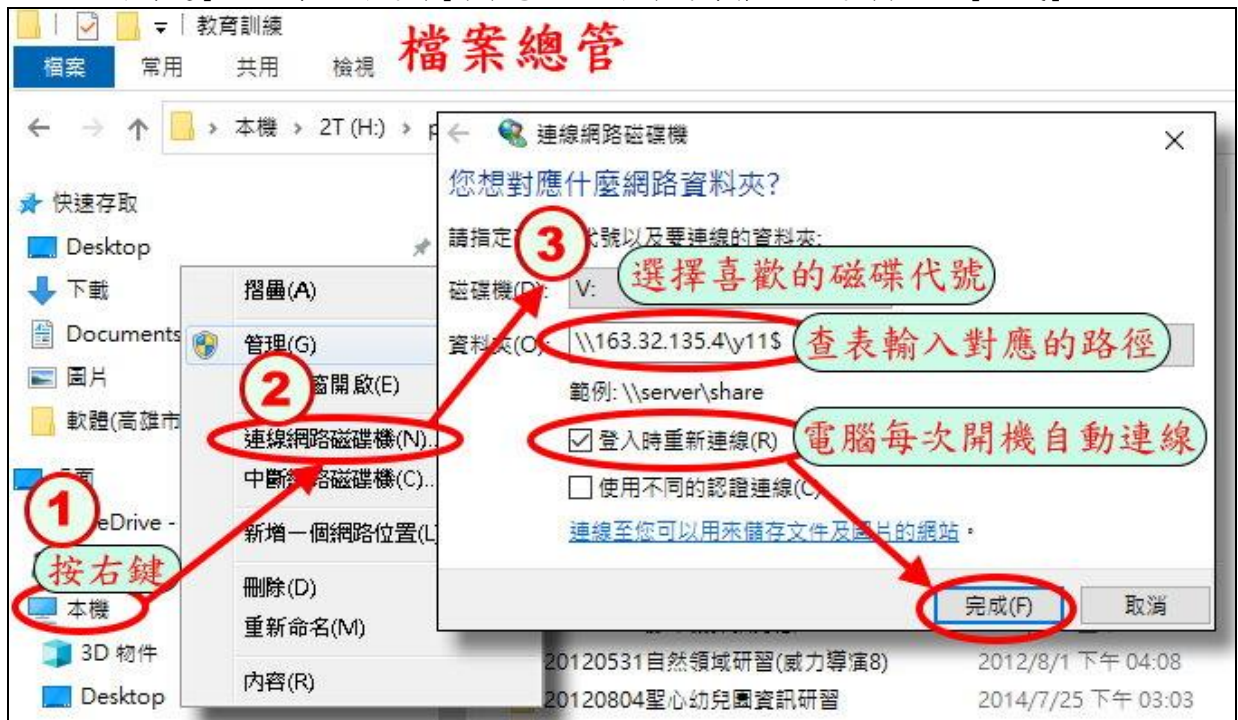 教育訓練
檔案總管
檔案 常用 共用 檢視
本機 › 2T (H:) ›
快速存取
Desktop
下載
Documents
圖片
軟體(高雄市
1
按右鍵
本機
3D 物件
Desktop
摺疊(A)
管理(G)
2
窗開啟(E)
連線網路磁碟機(N)...
中斷網路磁碟機(C)...
新增一個網路位置(L)
刪除(D)
重新命名(M)
內容(R)
連線網路磁碟機
您想對應什麼網路資料夾?
請指定 代號以及要連線的資料夾:
3
磁碟機(D): V:
選擇喜歡的磁碟代號
資料夾(O): \\163.32.135.4\y11$
查表輸入對應的路徑
範例: \\server\share
登入時重新連線(R)
電腦每次開機自動連線
使用不同的認證連線(C)
連線至您可以用來儲存文件及圖片的網站。
完成(F) 取消
20120531自然領域研習(威力導演8) 2012/8/1 下午 04:08
20120804聖心幼兒園資訊研習 2014/7/25 下午 03:03